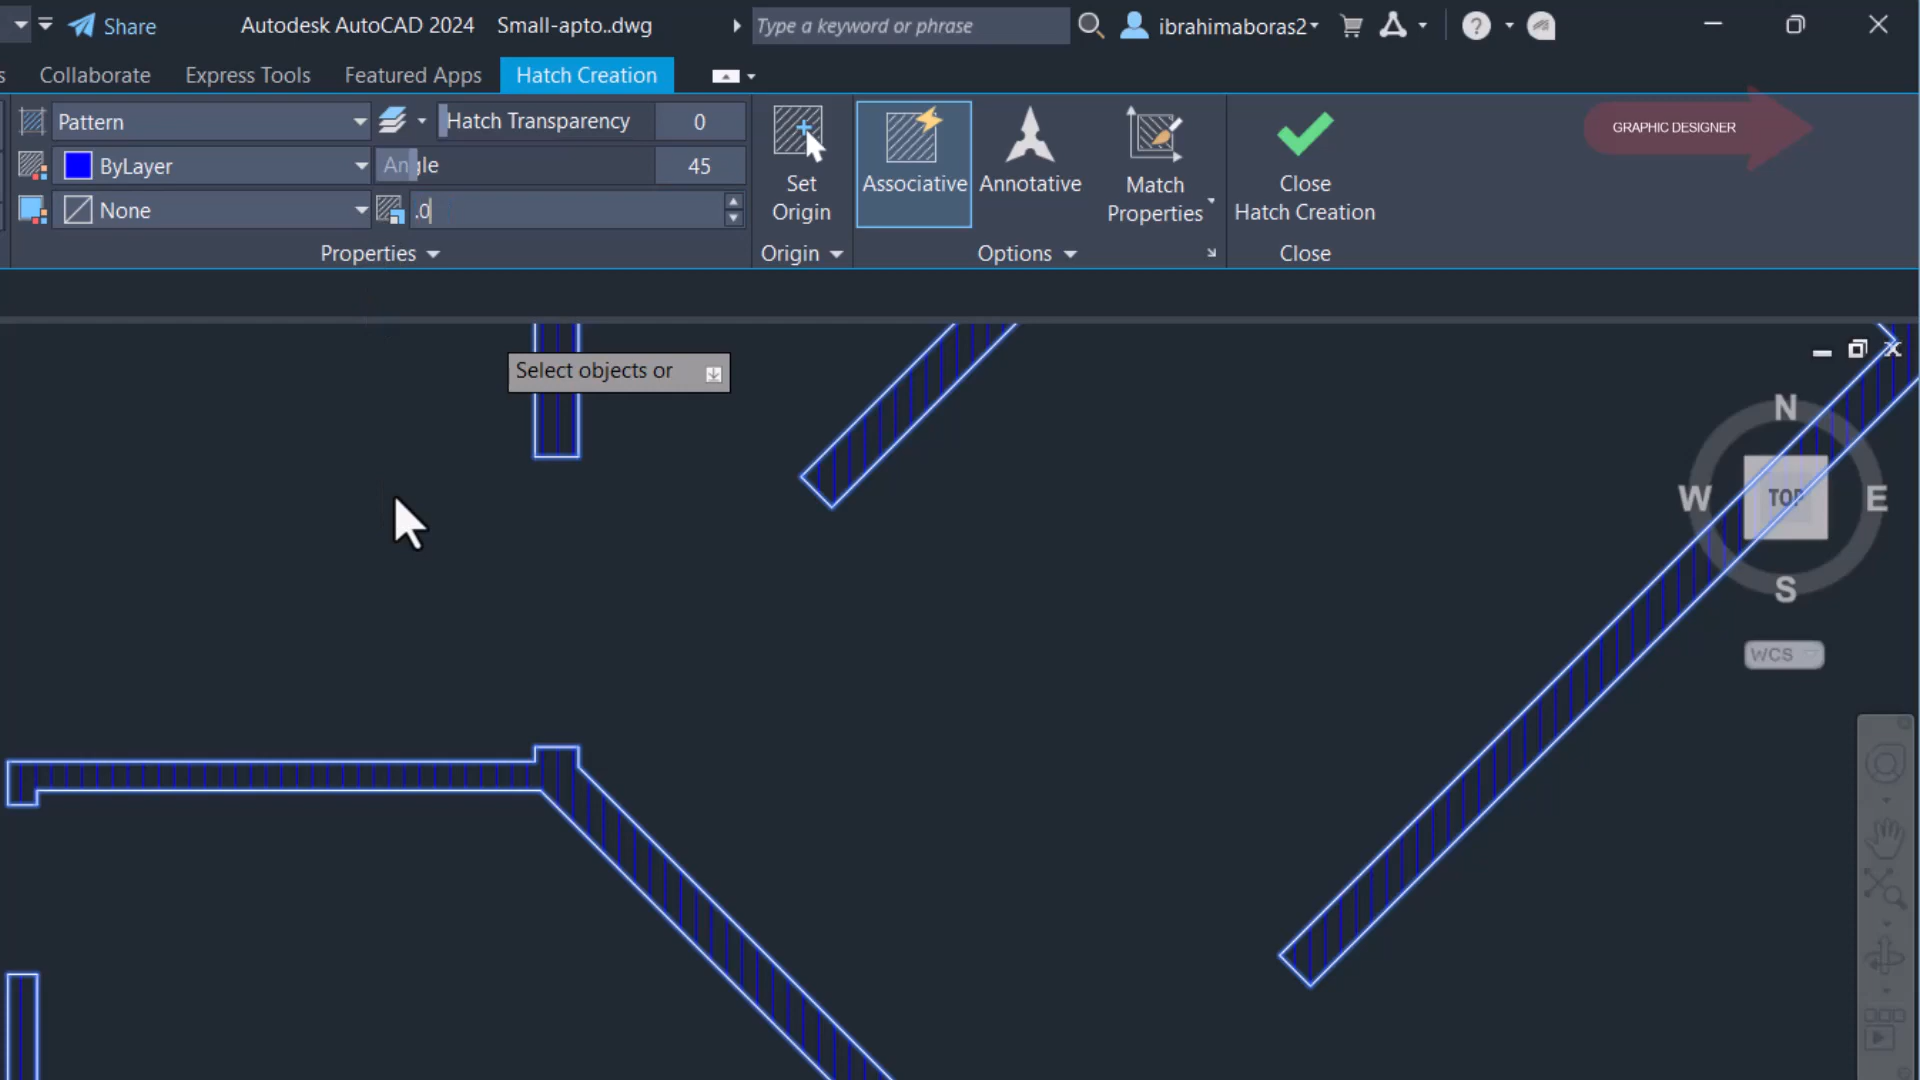 Share
Autodesk AutoCAD 2024 Small-apto..dwg
Type a keyword or phrase
ibrahimaboras2
s
Collaborate
Express Tools
Featured Apps
Hatch Creation
Pattern
Hatch Transparency
0
ByLayer
Angle
45
None
.0
Properties
Set
Origin
Origin
Associative
Annotative
Match
Properties
Options
Close
Hatch Creation
Close
GRAPHIC DESIGNER
Select objects or
N
W
TOP
E
S
WCS